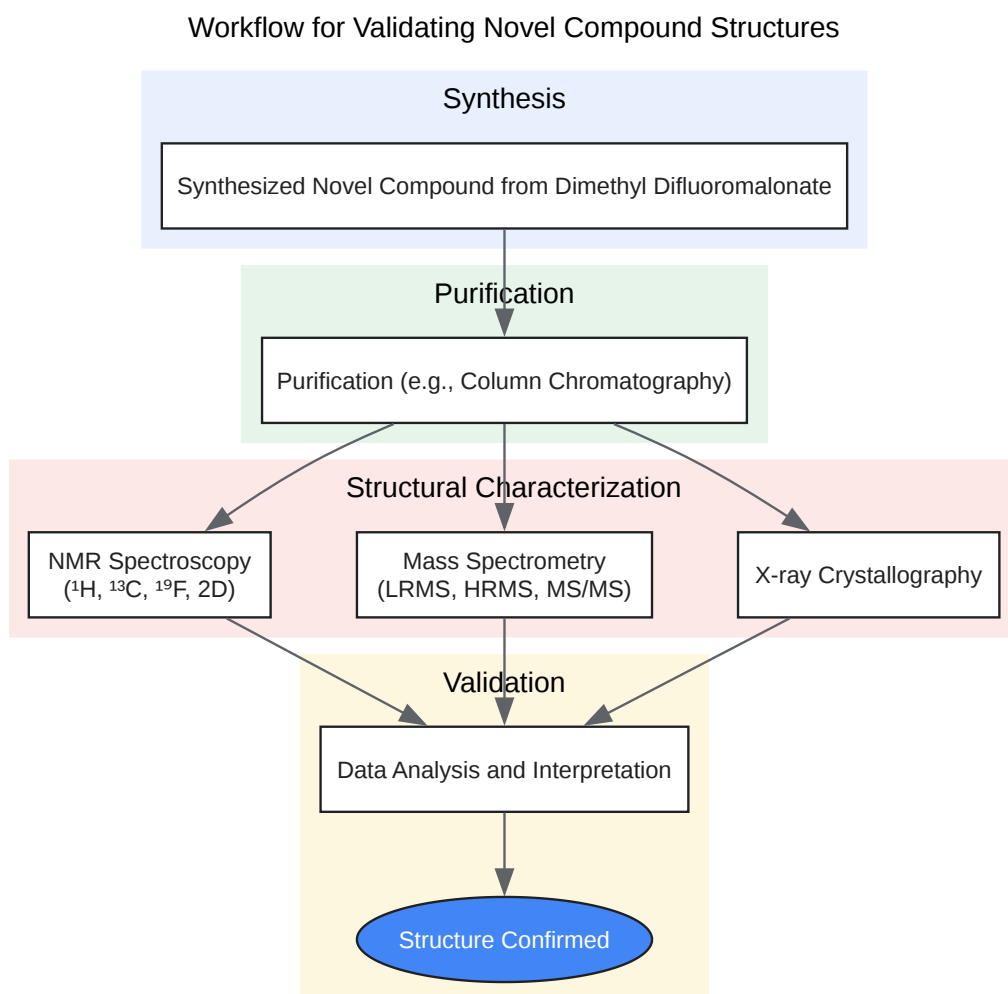 Workflow for Validating Novel Compound Structures
Synthesis
Synthesized Novel Compound from Dimethyl Difluoromalonate
Purification
Purification (e.g., Column Chromatography)
Structural Characterization
NMR Spectroscopy
(¹H, ¹³C, ¹⁹F, 2D)
Mass Spectrometry
(LRMS, HRMS, MS/MS)
X-ray Crystallography
Validation
Data Analysis and Interpretation
Structure Confirmed